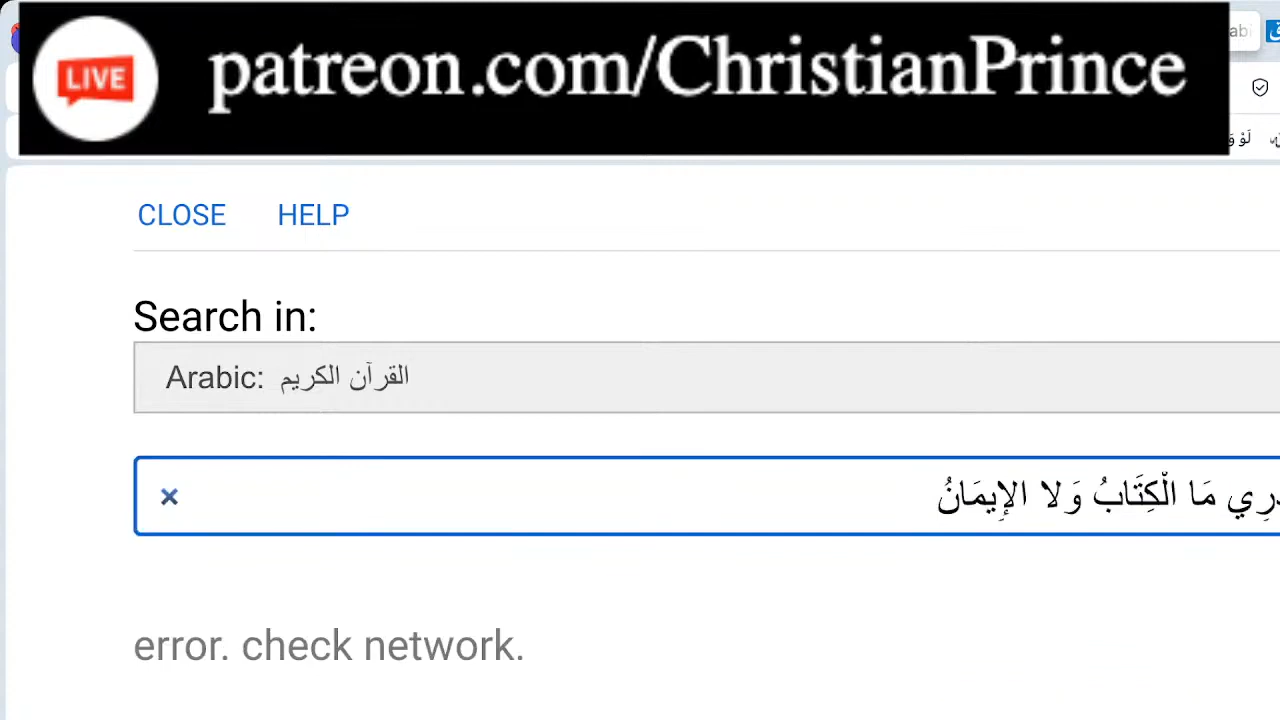 LIVE
patreon.com/ChristianPrince
لَوْ
CLOSE HELP
Search in:
Arabic: القرآن الكريم
مَا الْكِتَابُ وَلا الإِيمَانُ
error. check network.